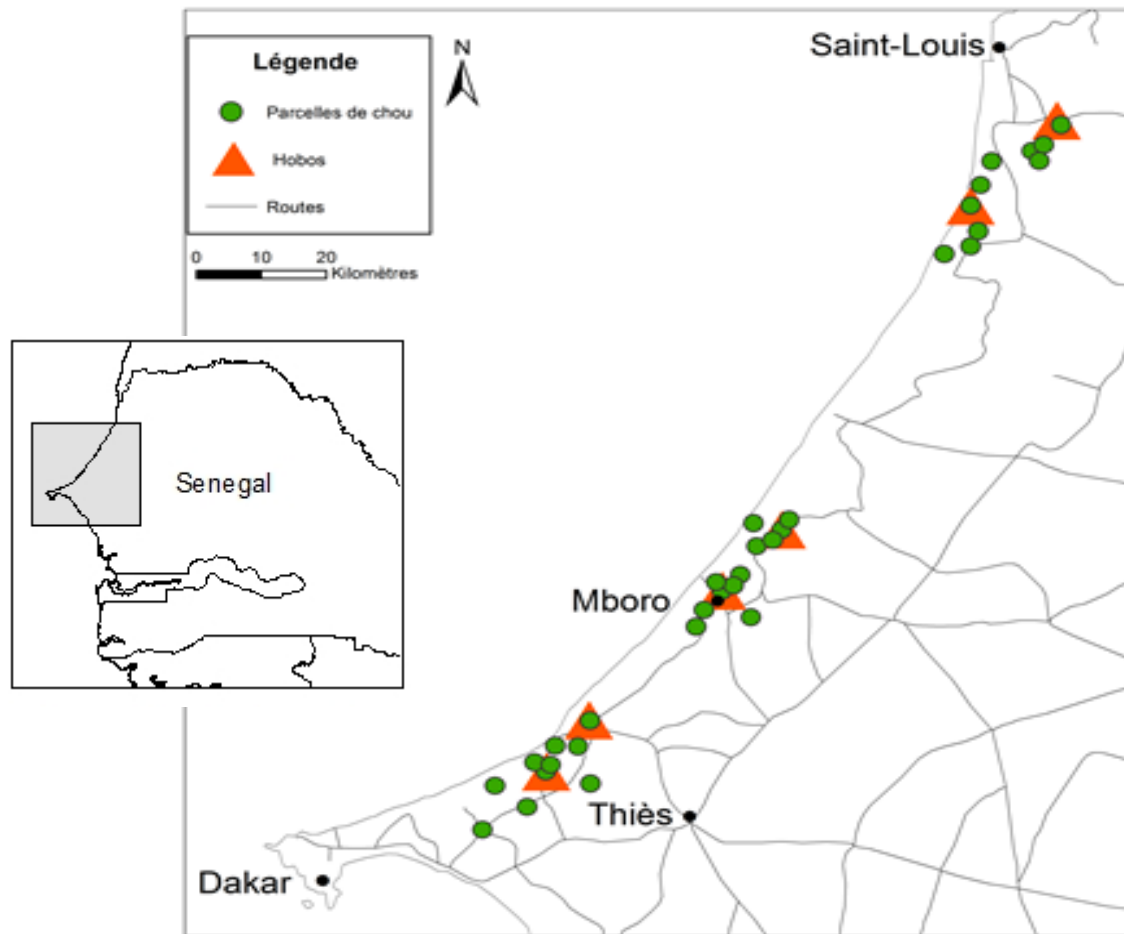 Saint-Louis
Légende
N
Parcelles de chou
Hobos
Routes
0 10 20
Kilomètres
Senegal
Mboro
Thiès
Dakar